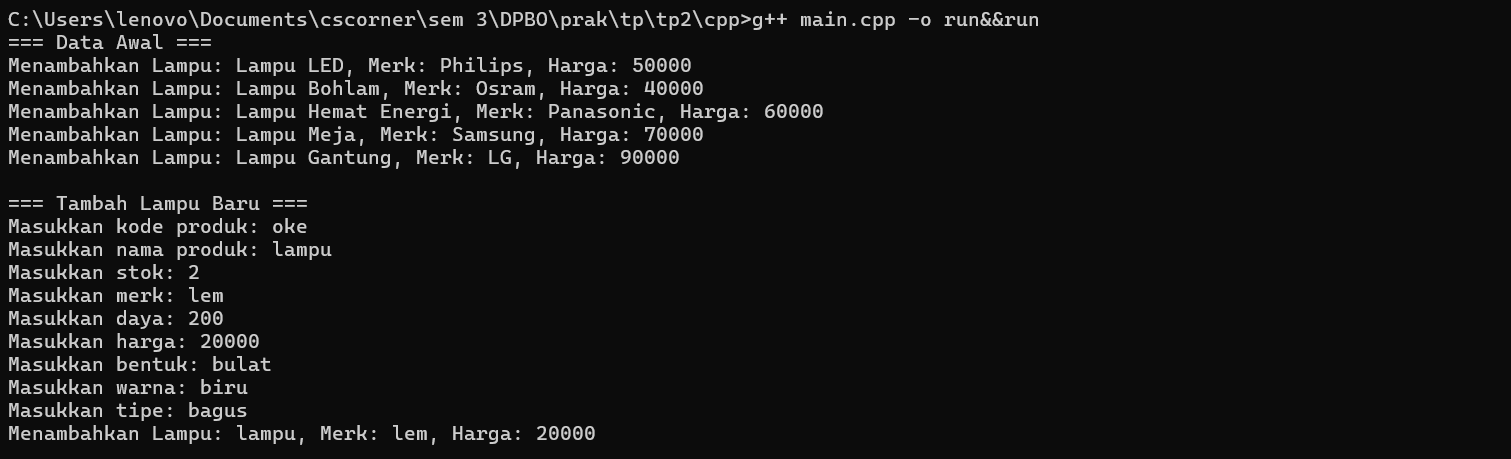 C:\Users\lenovo\Documents\cscorner\sem 3\DPBO\prak\tp\tp2\cpp>g++ main.cpp -o run&&run
=== Data Awal ===
Menambahkan Lampu: Lampu LED, Merk: Philips, Harga: 50000
Menambahkan Lampu: Lampu Bohlam, Merk: Osram, Harga: 40000
Menambahkan Lampu: Lampu Hemat Energi, Merk: Panasonic, Harga: 60000
Menambahkan Lampu: Lampu Meja, Merk: Samsung, Harga: 70000
Menambahkan Lampu: Lampu Gantung, Merk: LG, Harga: 90000
=== Tambah Lampu Baru ===
Masukkan kode produk: oke
Masukkan nama produk: lampu
Masukkan stok: 2
Masukkan merk: lem
Masukkan daya: 200
Masukkan harga: 20000
Masukkan bentuk: bulat
Masukkan warna: biru
Masukkan tipe: bagus
Menambahkan Lampu: lampu, Merk: lem, Harga: 20000